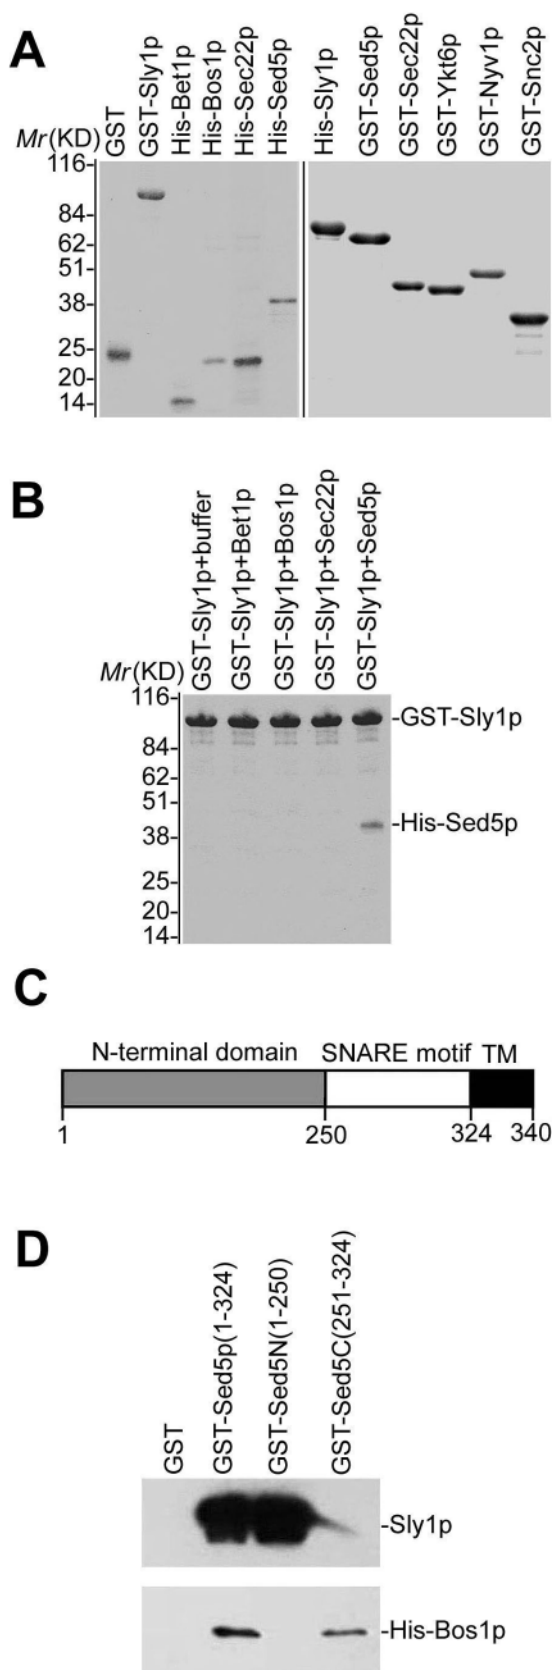 A
GST
GST-Sly1p
His-Bet1p
His-Bos1p
His-Sec22p
His-Sed5p
His-Sly1p
GST-Sed5p
GST-Sec22p
GST-Ykt6p
GST-Nyv1p
GST-Snc2p
Mr(KD)
116-
84-
62-
51-
38-
25-
20-
14-
B
GST-Sly1p+buffer
GST-Sly1p+Bet1p
GST-Sly1p+Bos1p
GST-Sly1p+Sec22p
GST-Sly1p+Sed5p
Mr(KD)
116-
-GST-Sly1p
84-
62-
51-
-His-Sed5p
38-
25-
20-
14-
C
N-terminal domain SNARE motif TM
1 250 324 340
D
GST
GST-Sed5p(1-324)
GST-Sed5N(1-250)
GST-Sed5C(251-324)
-Sly1p
-His-Bos1p